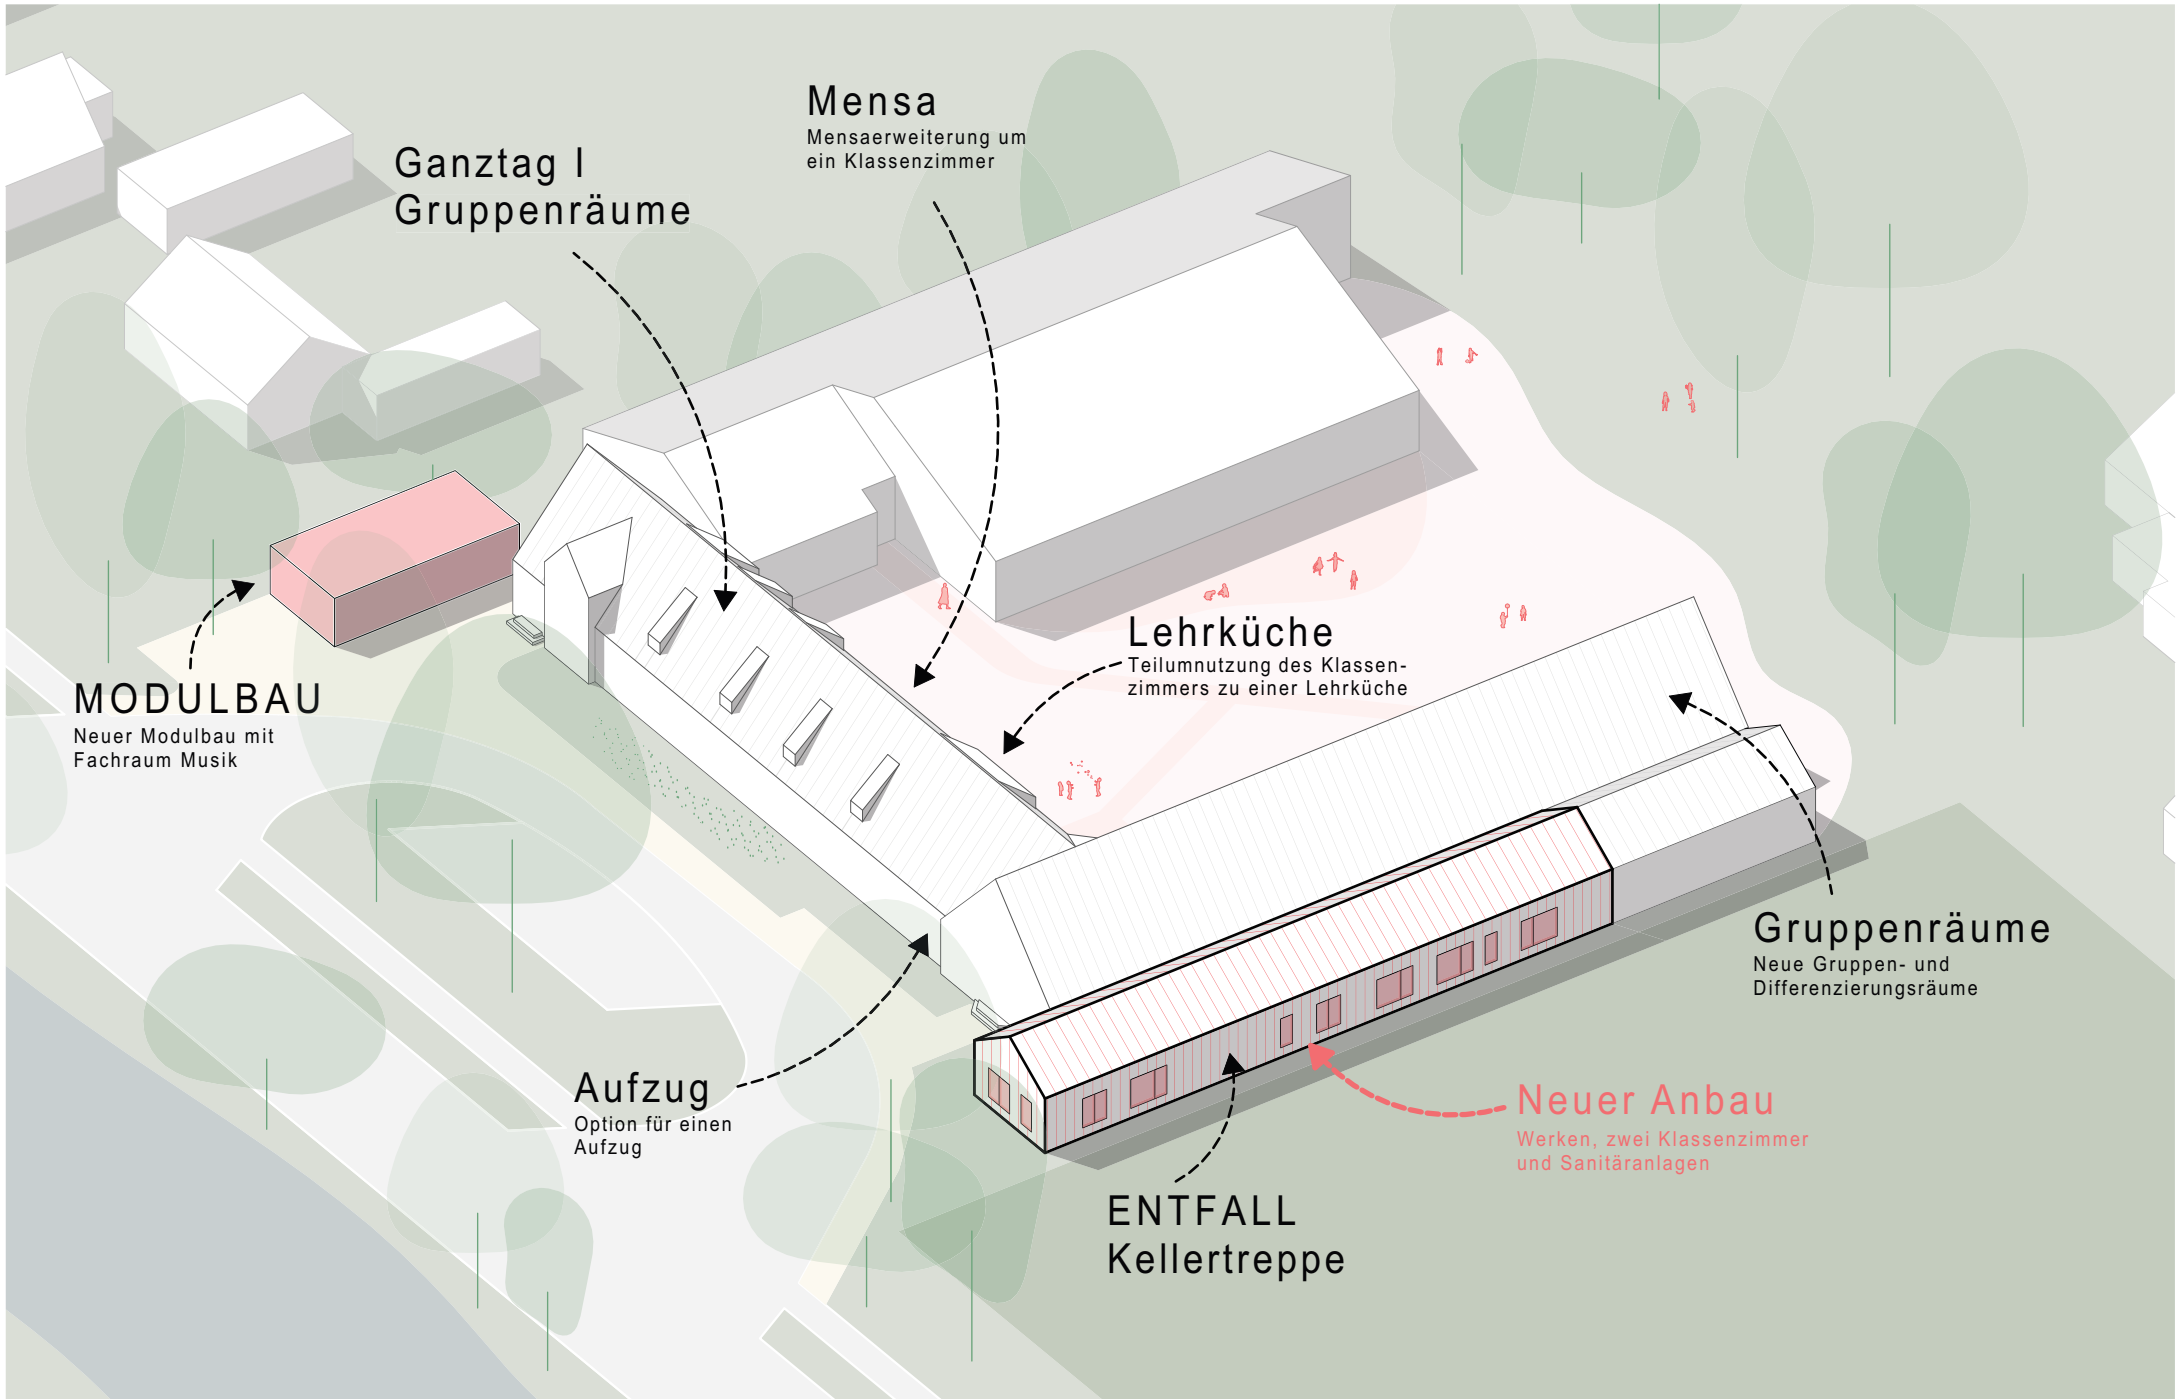 Mensa
Mensaerweiterung um
ein Klassenzimmer
Ganztag I
Gruppenräume
Lehrküche
Teilumnutzung des Klassen-
zimmers zu einer Lehrküche
MODULBAU
Neuer Modulbau mit
Fachraum Musik
Gruppenräume
Neue Gruppen- und
Differenzierungsräume
Aufzug
Option für einen
Aufzug
Neuer Anbau
Werken, zwei Klassenzimmer
und Sanitäranlagen
ENTFALL
Kellertreppe